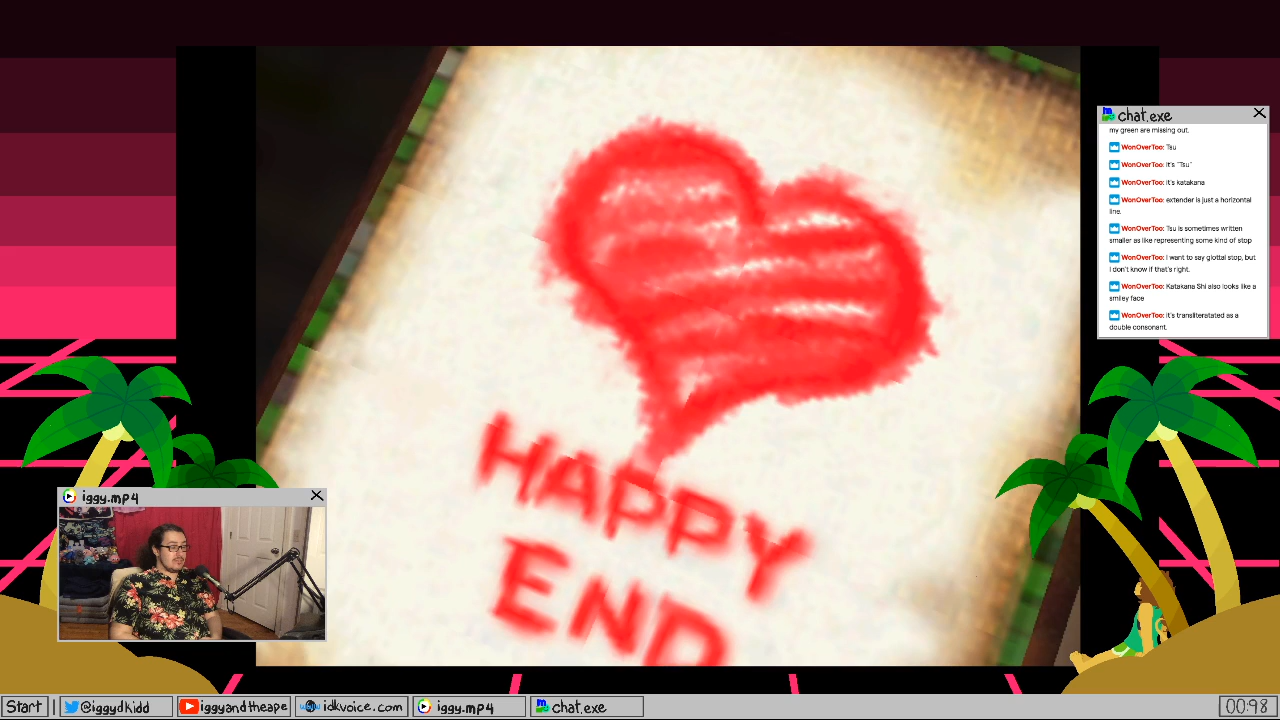 HAPPY
END
chat.exe
my green are missing out.
WonOverToo: Tsu
WonOverToo: It's "Tsu"
WonOverToo: it's katakana
WonOverToo: extender is just a horizontal
line.
WonOverToo: Tsu is sometimes written
smaller as like representing some kind of stop
WonOverToo: I want to say glottal stop, but
I don't know if that's right.
WonOverToo: Katakana Shi also looks like a
smiley face
WonOverToo: It's transliteratated as a
double consonant.
iggy.mp4
Start
@iggydkidd
iggyandtheape
www idkvoice.com
iggy.mp4
chat.exe
00:98